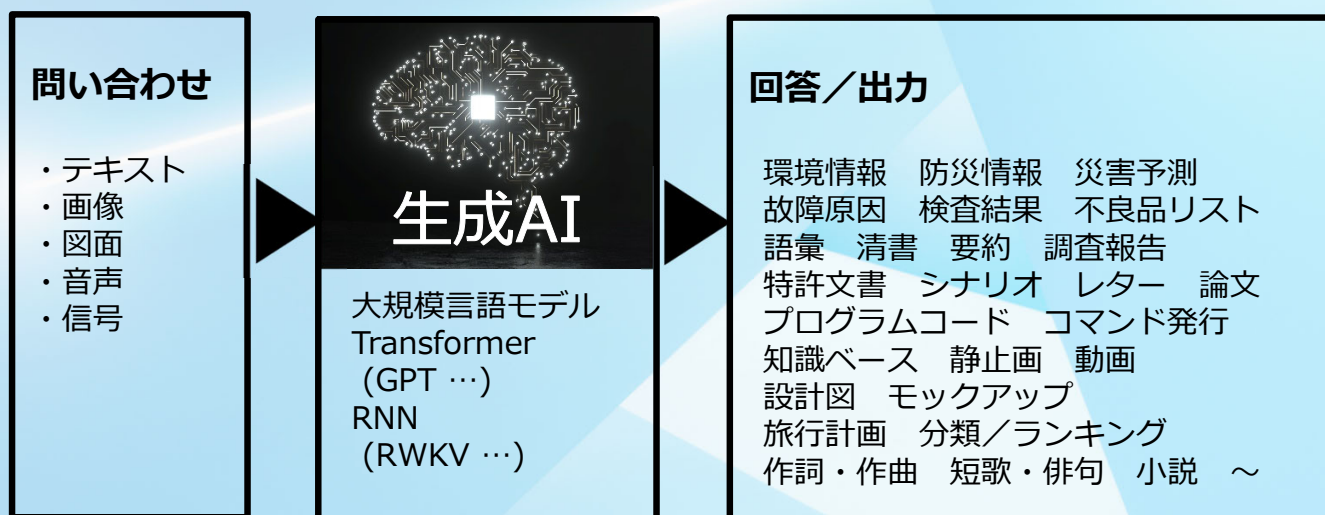 問い合わせ
・テキスト
・画像
・図面
・音声
・信号
生成AI
大規模言語モデル
Transformer
(GPT …)
RNN
(RWKV …)
回答／出力
環境情報　防災情報　災害予測
故障原因　検査結果　不良品リスト
語彙　清書　要約　調査報告
特許文書　シナリオ　レター　論文
プログラムコード　コマンド発行
知識ベース　静止画　動画
設計図　モックアップ
旅行計画　分類／ランキング
作詞・作曲　短歌・俳句　小説　～